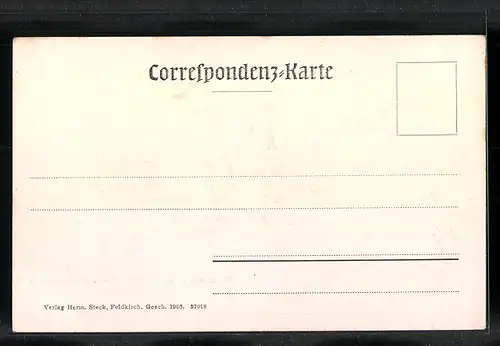 Correſpondenz-Karte
Verlag Herm. Steck, Feldkirch. Gesch. 1903. 37018